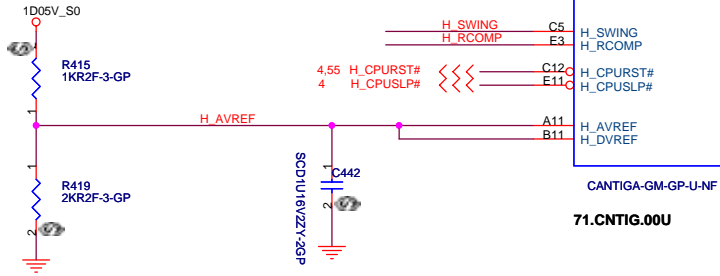 1D05V_S0
R415
1KR2F-3-GP
1
H_AVREF
1
R419
2KR2F-3-GP
2
1
C442
2
SCD1U16V2ZY-2GP
H_SWING C5 H_SWING
H_RCOMP E3 H_RCOMP
4,55 H_CPURST# C12 H_CPURST#
4 H_CPUSLP# E11 H_CPUSLP#
A11 H_AVREF
B11 H_DVREF
CANTIGA-GM-GP-U-NF
71.CNTIG.00U